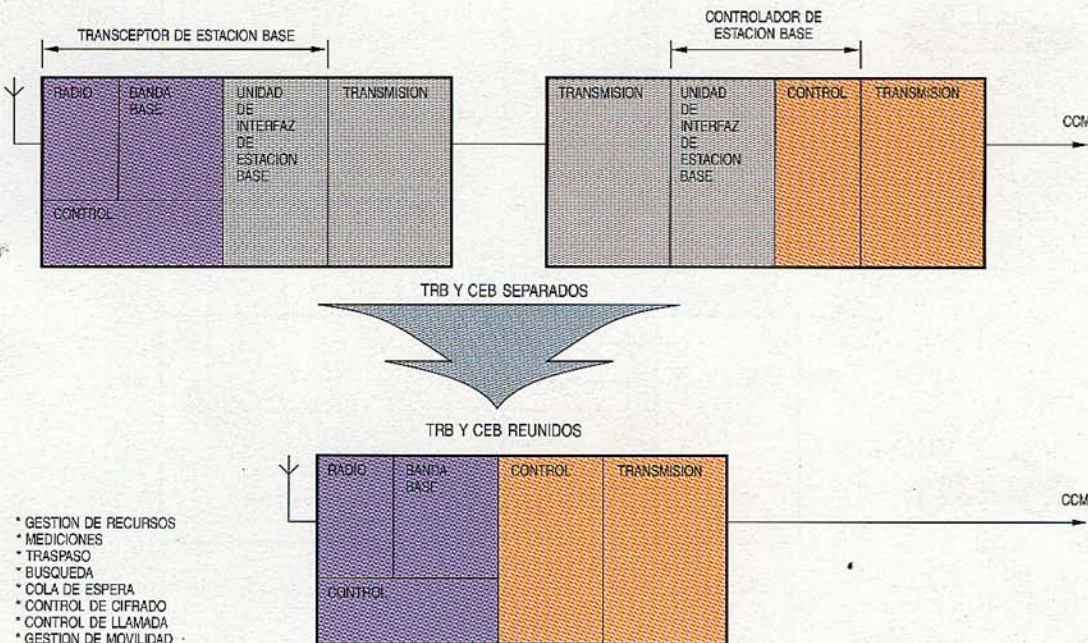 TRANSCEPTOR DE ESTACION BASE
CONTROLADOR DE
ESTACION BASE
RADIO
BANDA
BASE
CONTROL
UNIDAD
DE
INTERFAZ
DE
ESTACION
BASE
TRANSMISION
TRANSMISION
UNIDAD
DE
INTERFAZ
DE
ESTACION
BASE
CONTROL
TRANSMISION
CCM
TRB Y CEB SEPARADOS
TRB Y CEB REUNIDOS
RADIO
BANDA
BASE
CONTROL
CONTROL
TRANSMISION
CCM
* GESTION DE RECURSOS
* MEDICIONES
* TRASPASO
* BUSQUEDA
* COLA DE ESPERA
* CONTROL DE CIFRADO
* CONTROL DE LLAMADA
* GESTION DE MOVILIDAD